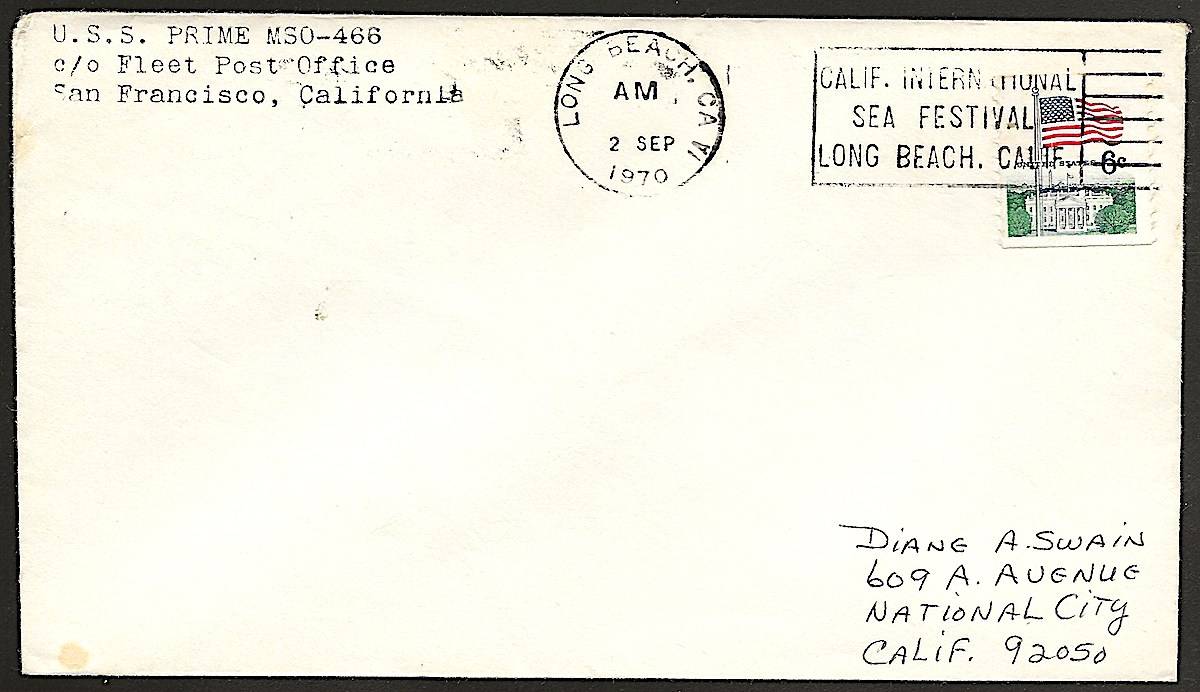 U.S.S. PRIME MSO-466
c/o Fleet Post Office
San Francisco, California
LONG BEACH, CA
AM
2 SEP
1970
CALIF. INTERNATIONAL
SEA FESTIVAL
LONG BEACH. CALIF.
6c
DIANE A. SWAIN
609 A. AVENUE
NATIONAL CITY
CALIF. 92050